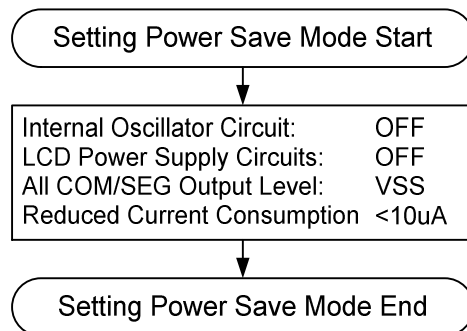 Setting Power Save Mode Start
Internal Oscillator Circuit: OFF
LCD Power Supply Circuits: OFF
All COM/SEG Output Level: VSS
Reduced Current Consumption <10uA
Setting Power Save Mode End